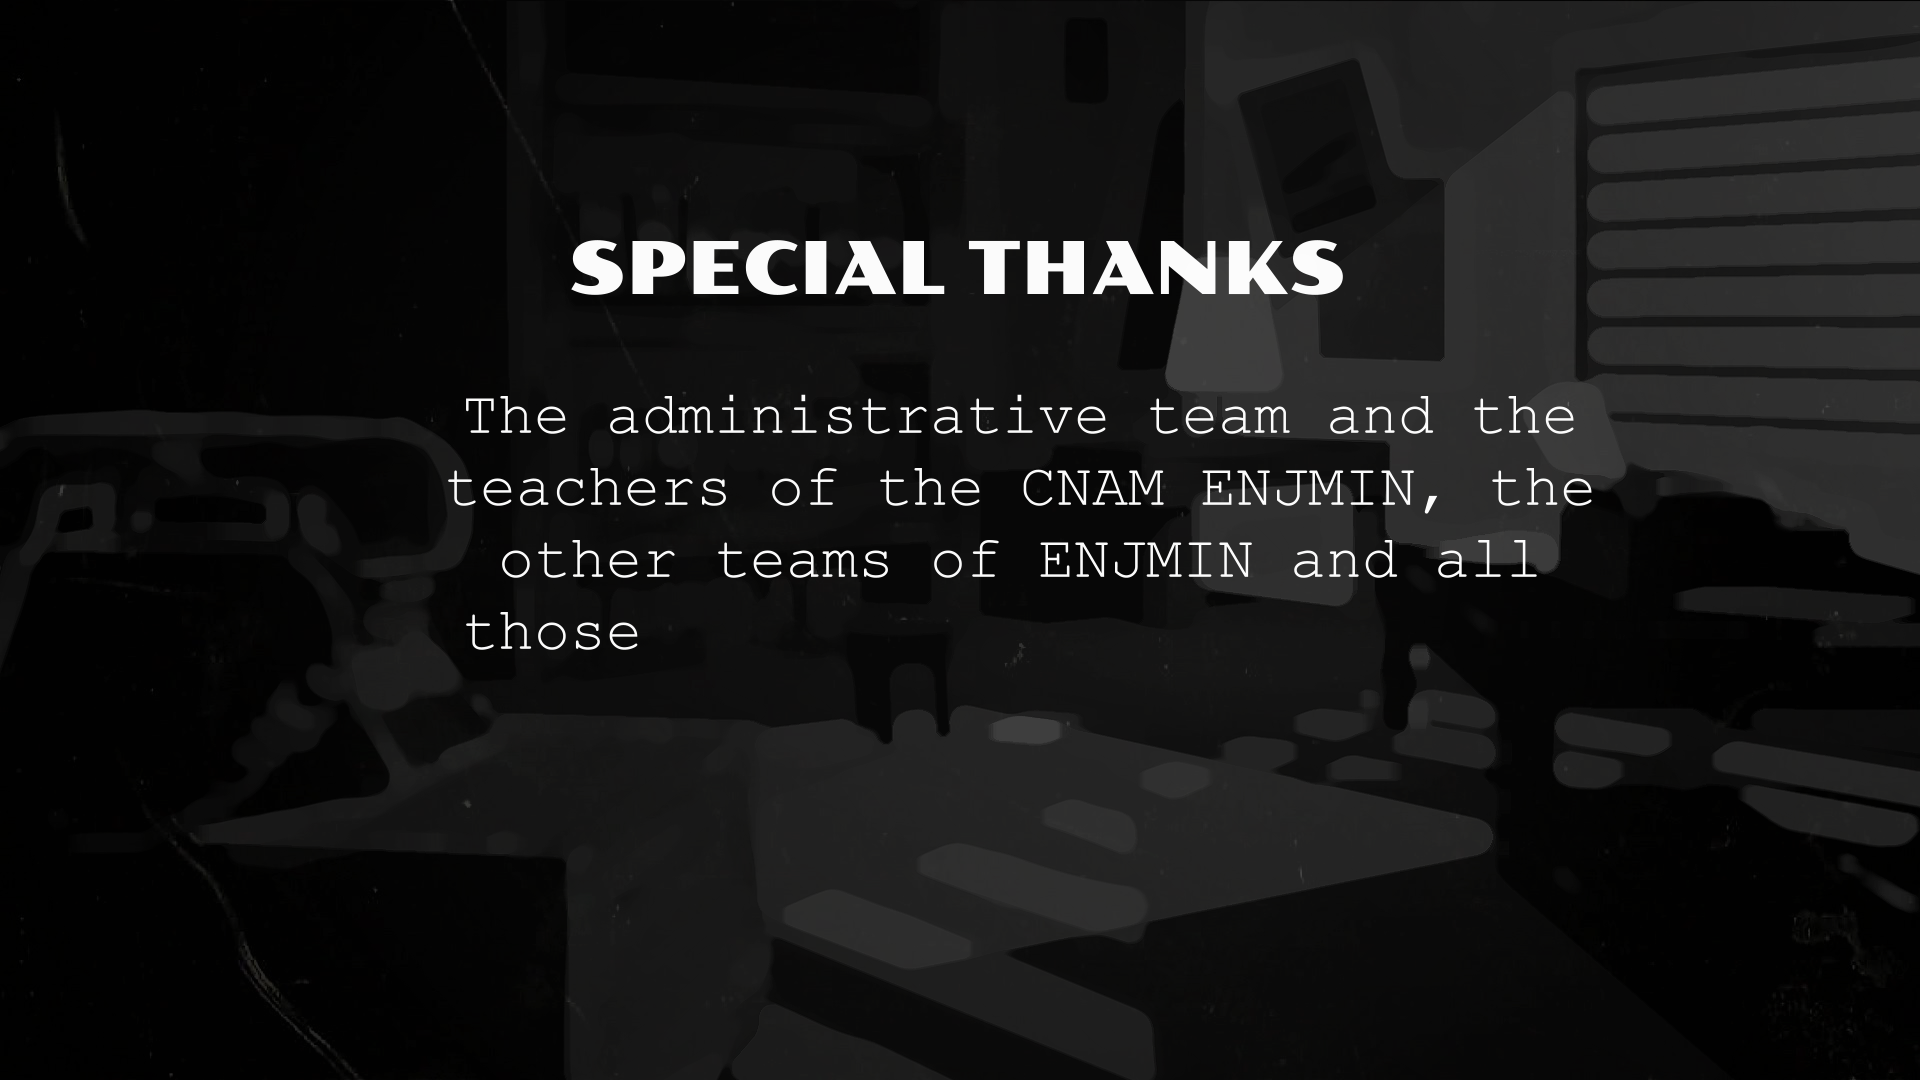 SPECIAL THANKS
The administrative team and the
teachers of the CNAM ENJMIN, the
other teams of ENJMIN and all
those